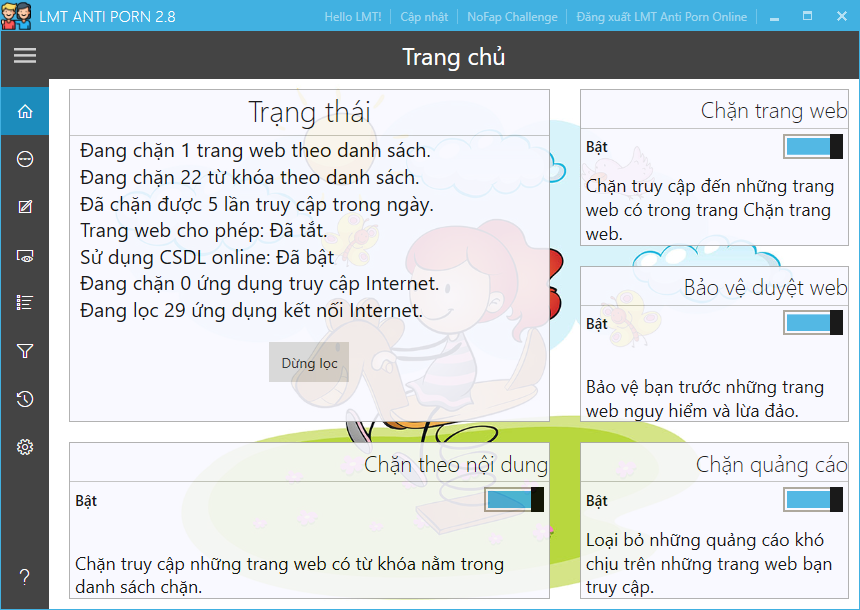 LMT ANTI PORN 2.8
Hello LMT!
Cập nhật
NoFap Challenge
Đăng xuất LMT Anti Porn Online
Trang chủ
Trạng thái
Đang chặn 1 trang web theo danh sách.
Đang chặn 22 từ khóa theo danh sách.
Đã chặn được 5 lần truy cập trong ngày.
Trang web cho phép: Đã tắt.
Sử dụng CSDL online: Đã bật
Đang chặn 0 ứng dụng truy cập Internet.
Đang lọc 29 ứng dụng kết nối Internet.
Dừng lọc
Chặn trang web
Bật
Chặn truy cập đến những trang
web có trong trang Chặn trang
web.
Bảo vệ duyệt web
Bật
Bảo vệ bạn trước những trang
web nguy hiểm và lừa đảo.
Chặn theo nội dung
Bật
Chặn truy cập những trang web có từ khóa nằm trong
danh sách chặn.
Chặn quảng cáo
Bật
Loại bỏ những quảng cáo khó
chịu trên những trang web bạn
truy cập.
?